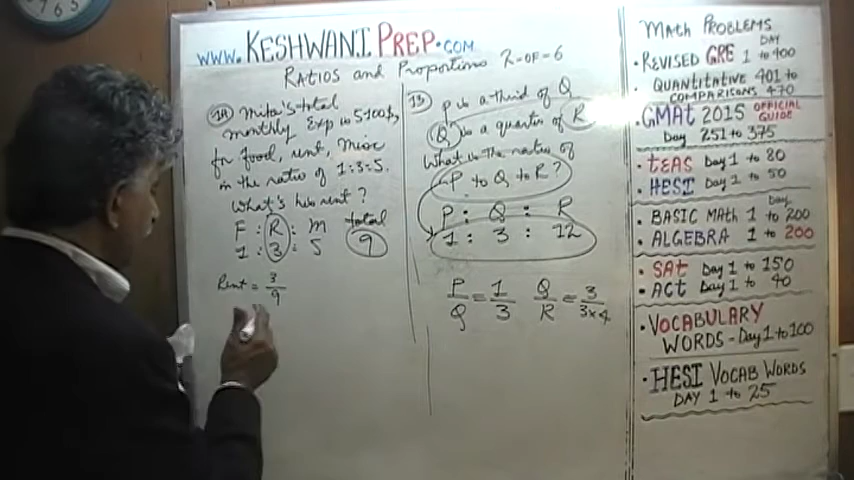 WWW. KESHWANI PREP.COM
RATIOS and Proportions 2-OF-6
1A Mita's total
monthly Exp is 5400$,
for food, rent, Misc
in the ratio of 1:3:5.
What's her rent?
F : R : M total
1 : 3 : 5 9
Rent = 3/9
1B P is a third of Q
Q is a quarter of R
What is the ratio of
P to Q to R?
P : Q : R
1 : 3 : 12
P/Q = 1/3 Q/R = 3/3x4
MATH PROBLEMS
DAY
• REVISED GRE 1 to 400
• QUANTITATIVE 401 to
COMPARISONS 470
• GMAT 2015 OFFICIAL GUIDE
Day 251 to 375
• TEAS Day 1 to 80
• HESI Day 1 to 50
Day
• BASIC MATH 1 to 200
• ALGEBRA 1 to 200
• SAT Day 1 to 150
• ACT Day 1 to 40
• VOCABULARY
WORDS - Day 1 to 100
• HESI VOCAB WORDS
DAY 1 to 25